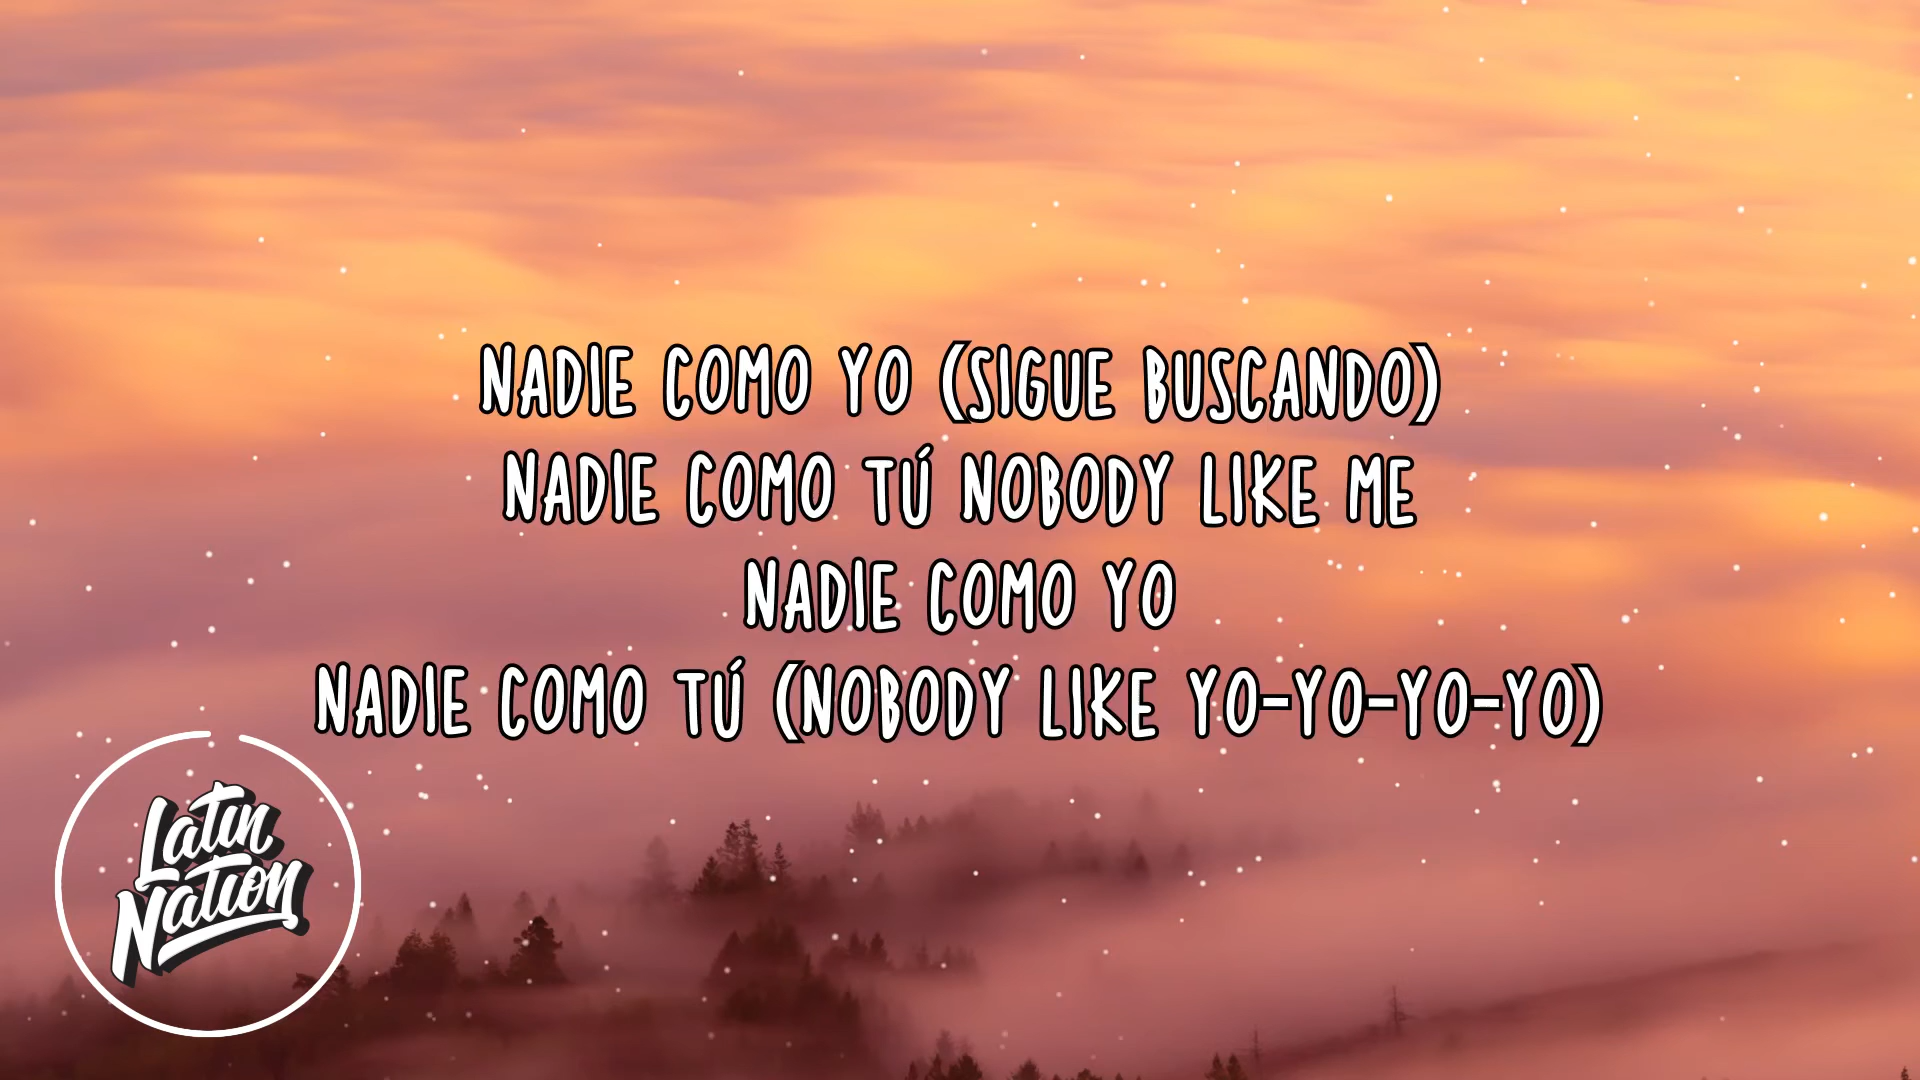 NADIE COMO YO (SIGUE BUSCANDO)
NADIE COMO TÚ NOBODY LIKE ME
NADIE COMO YO
NADIE COMO TÚ (NOBODY LIKE YO-YO-YO-YO)
Latin
Nation